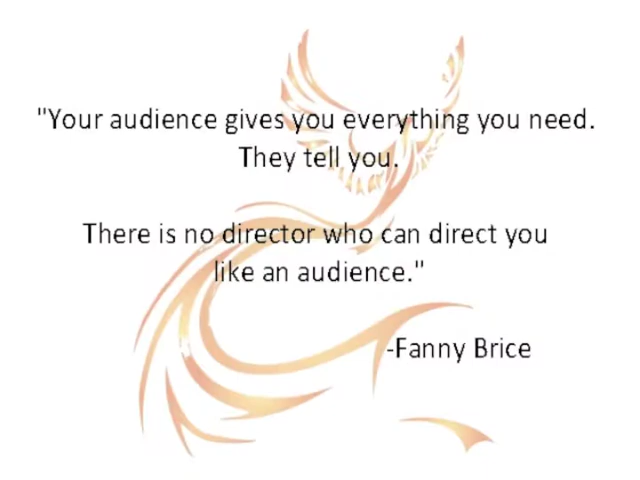 "Your audience gives you everything you need.
They tell you.
There is no director who can direct you
like an audience."
-Fanny Brice